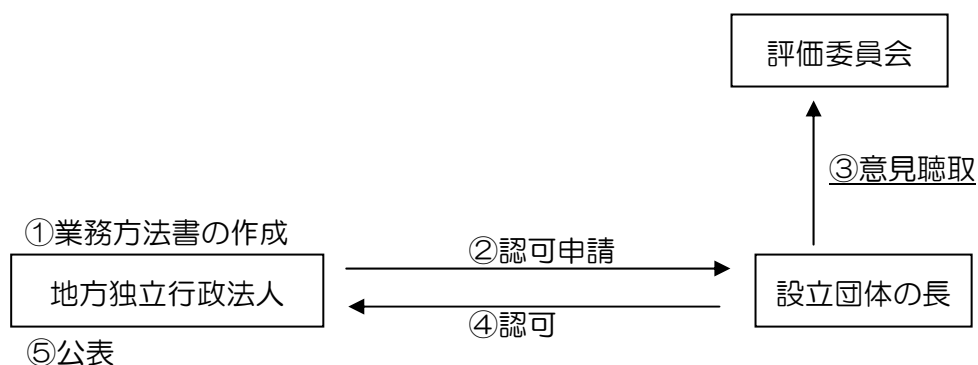 評価委員会
③意見聴取
①業務方法書の作成
②認可申請
地方独立行政法人
設立団体の長
④認可
⑤公表